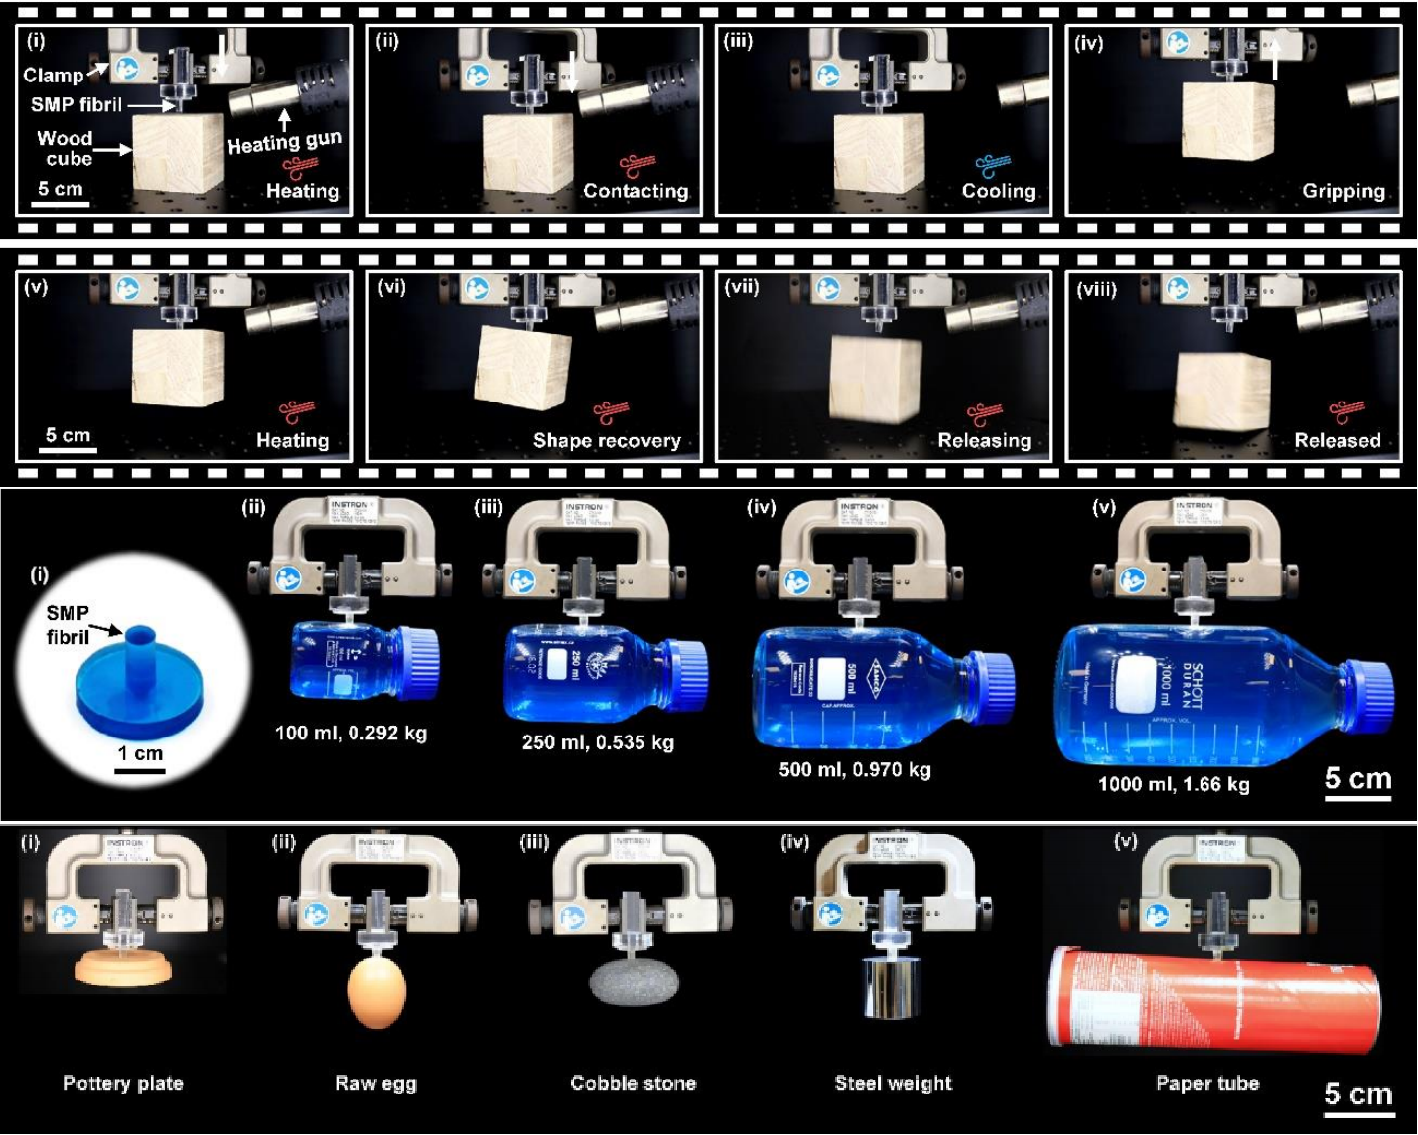 (i)
Clamp
SMP fibril
Wood
cube
Heating gun
5 cm
Heating
(ii)
Contacting
(iii)
Cooling
(iv)
Gripping
(v)
5 cm
Heating
(vi)
Shape recovery
(vii)
Releasing
(viii)
Released
(i)
SMP
fibril
1 cm
(ii)
INSTRON
100 ml, 0.292 kg
(iii)
INSTRON
250 ml
250 ml, 0.535 kg
(iv)
INSTRON
500 ml
500 ml, 0.970 kg
(v)
INSTRON
1000 ml
SCHOTT
DURAN
APPROX. VOL.
1000 ml, 1.66 kg
5 cm
(i)
INSTRON
Pottery plate
(ii)
INSTRON
Raw egg
(iii)
INSTRON
Cobble stone
(iv)
INSTRON
Steel weight
(v)
INSTRON
Paper tube
5 cm